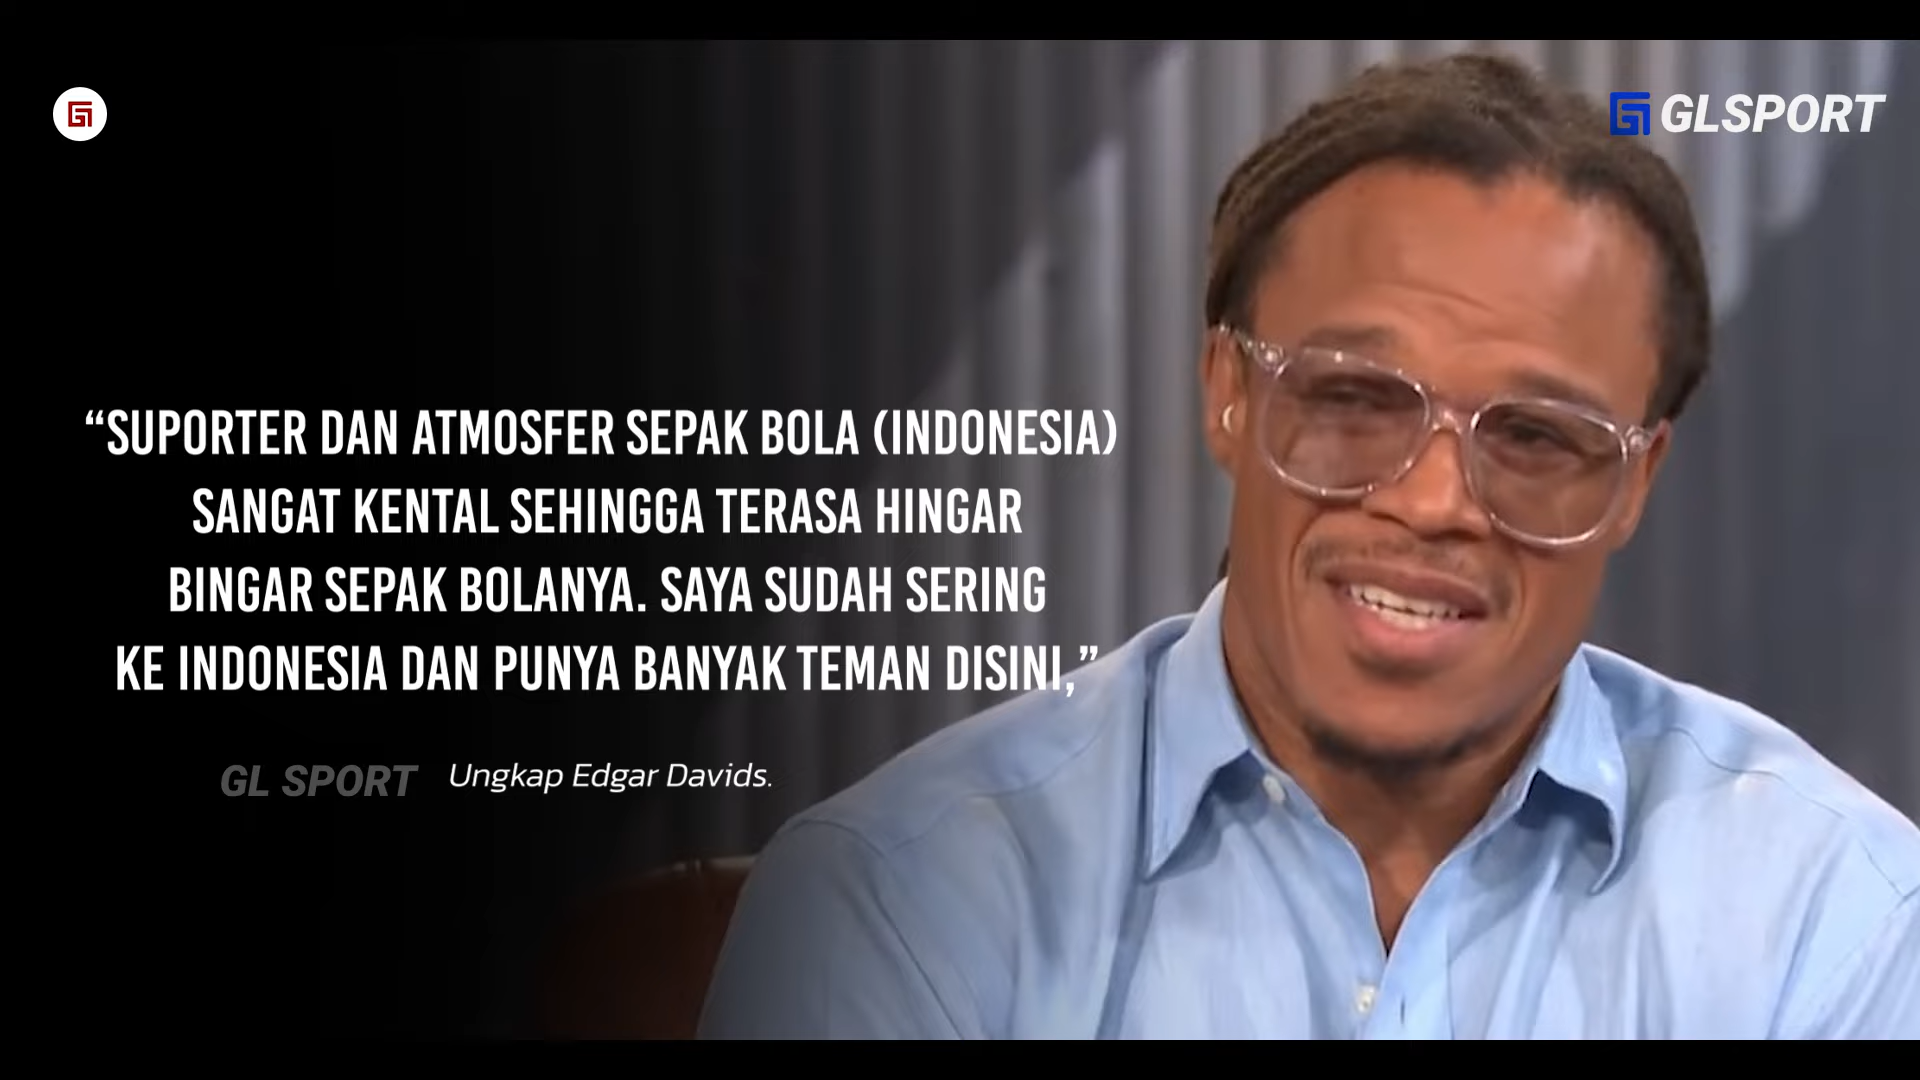 GLSPORT
“SUPORTER DAN ATMOSFER SEPAK BOLA (INDONESIA)
SANGAT KENTAL SEHINGGA TERASA HINGAR
BINGAR SEPAK BOLANYA. SAYA SUDAH SERING
KE INDONESIA DAN PUNYA BANYAK TEMAN DISINI,”
GL SPORT Ungkap Edgar Davids.